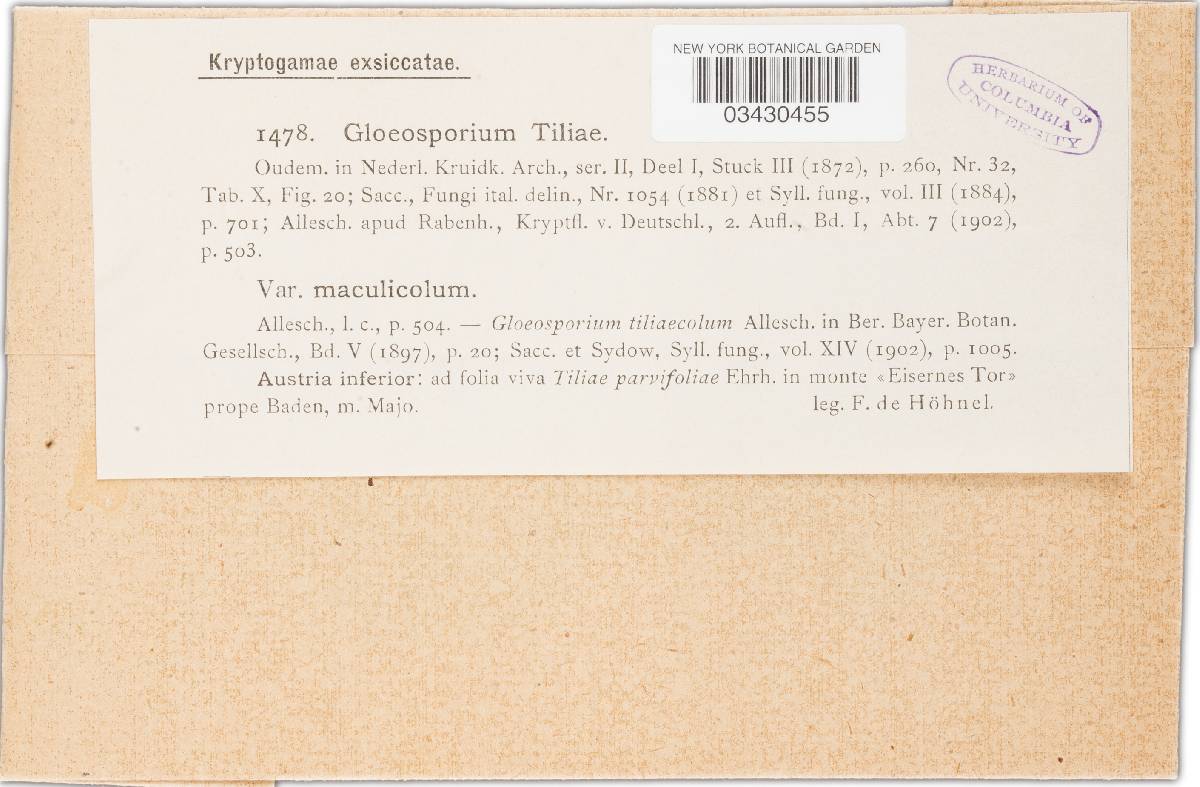 Kryptogamae exsiccatae.
NEW YORK BOTANICAL GARDEN
03430455
HERBARIUM OF
COLUMBIA
UNIVERSITY
1478. Gloeosporium Tiliae.
Oudem. in Nederl. Kruidk. Arch., ser. II, Deel I, Stuck III (1872), p. 260, Nr. 32,
Tab. X, Fig. 20; Sacc., Fungi ital. delin., Nr. 1054 (1881) et Syll. fung., vol. III (1884),
p. 701; Allesch. apud Rabenh., Kryptfl. v. Deutschl., 2. Aufl., Bd. I, Abt. 7 (1902),
p. 503.
Var. maculicolum.
Allesch., l. c., p. 504. — Gloeosporium tiliaecolum Allesch. in Ber. Bayer. Botan.
Gesellsch., Bd. V (1897), p. 20; Sacc. et Sydow, Syll. fung., vol. XIV (1902), p. 1005.
Austria inferior: ad folia viva Tiliae parvifoliae Ehrh. in monte «Eisernes Tor»
prope Baden, m. Majo. leg. F. de Höhnel.